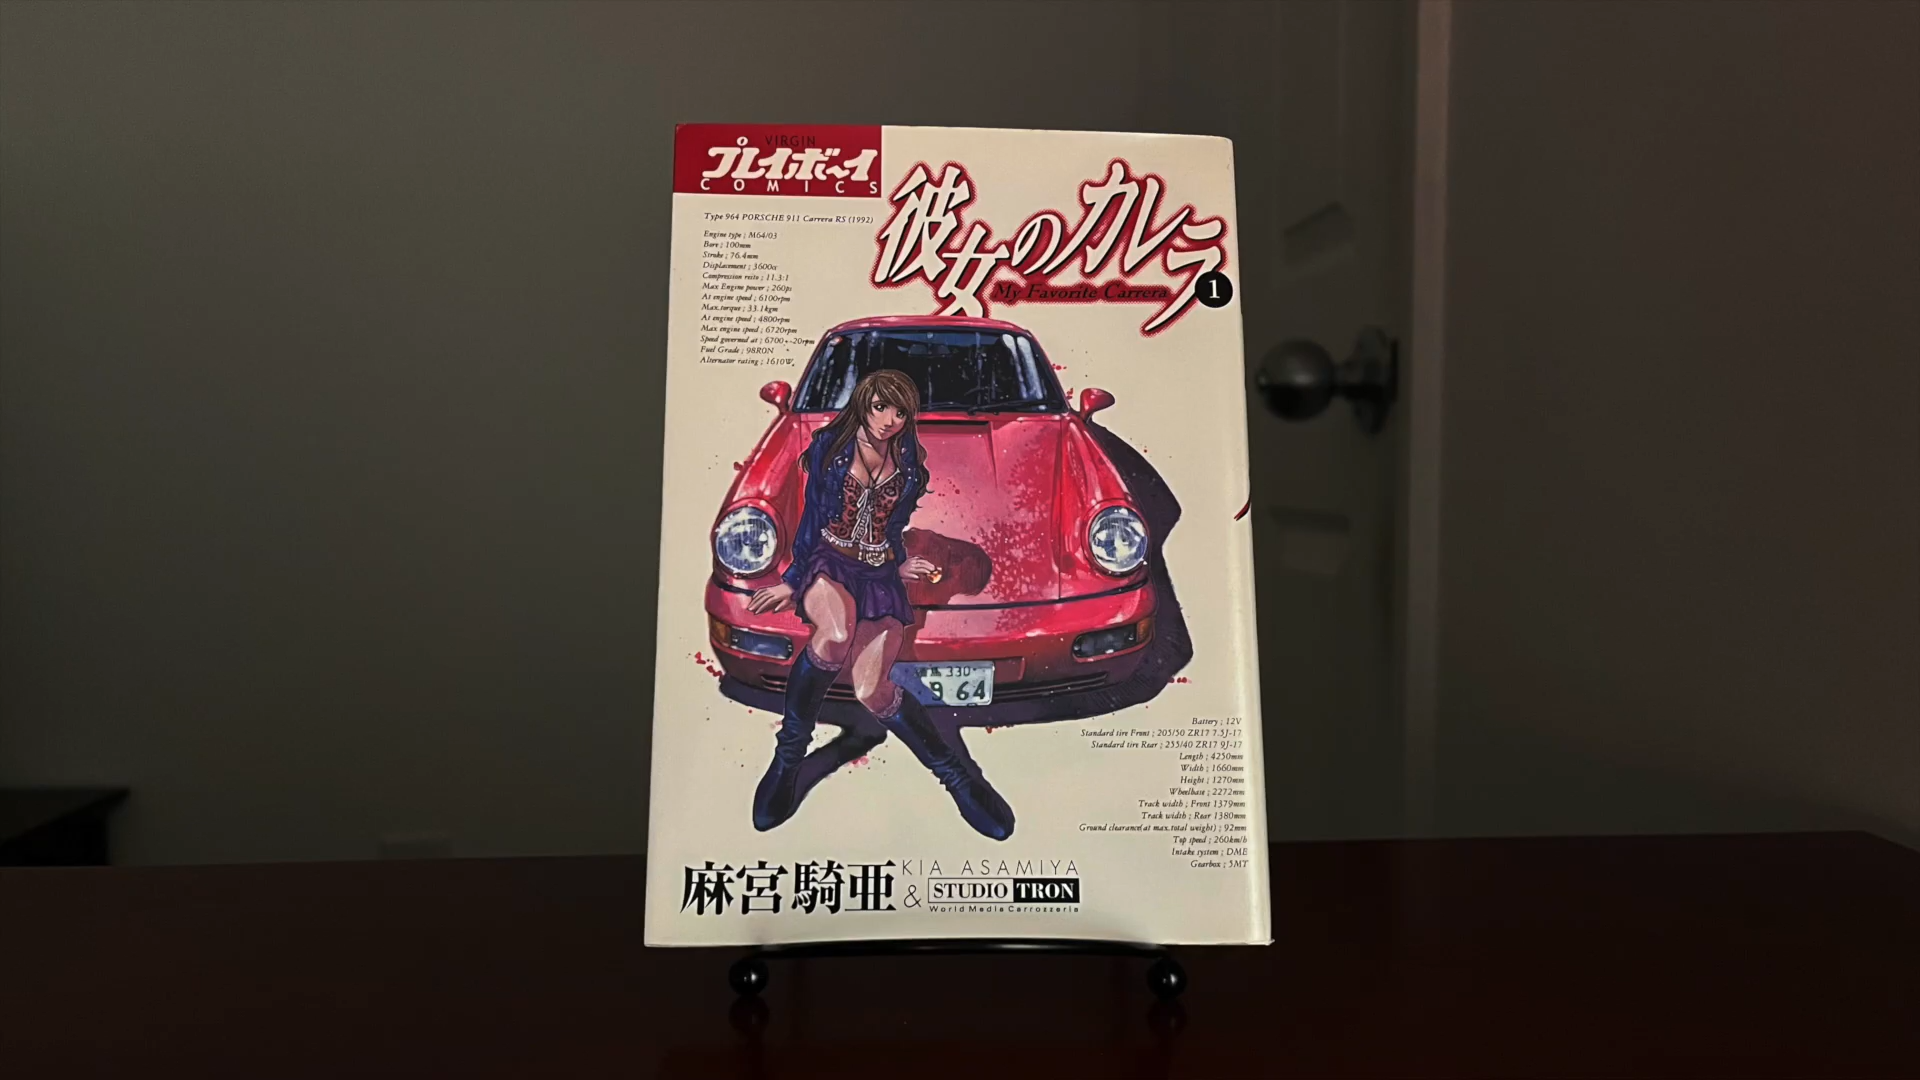 VIRGIN
プレイボーイ
COMICS
彼女のカレラ
My Favorite Carrera
1
Type 964 PORSCHE 911 Carrera RS (1992)
Engine type ; M64/03
Bore ; 100mm
Stroke ; 76.4mm
Displacement ; 3600cc
Compression raito ; 11.3:1
Max Engine power ; 260ps
At engine speed ; 6100rpm
Max.torque ; 33.1kgm
At engine speed ; 4800rpm
Max engine speed ; 6720rpm
Speed governed at ; 6700+-20rpm
Fuel Grade ; 98RON
Alternator rating ; 1610W
330
964
Battery ; 12V
Standard tire Front ; 205/50 ZR17 7.5J-17
Standard tire Rear ; 255/40 ZR17 9J-17
Length ; 4250mm
Width ; 1660mm
Height ; 1270mm
Wheelbase ; 2272mm
Track width ; Front 1379mm
Track width ; Rear 1380mm
Ground clearance(at max.total weight) ; 92mm
Top speed ; 260km/h
Intake system ; DME
Gearbox ; 5MT
麻宮騎亜
KIA ASAMIYA
& STUDIO TRON
World Media Carrozzeria